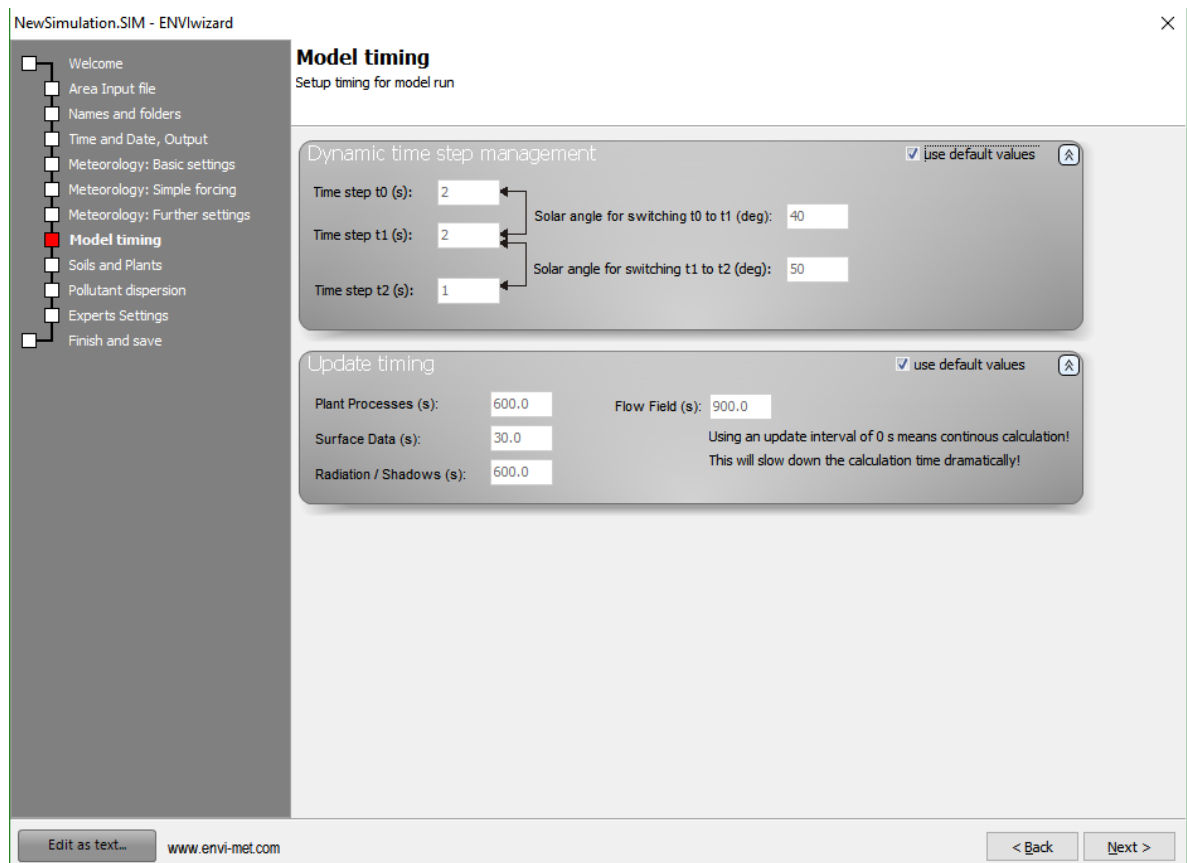 NewSimulation.SIM - ENVIwizard
Welcome
Area Input file
Names and folders
Time and Date, Output
Meteorology: Basic settings
Meteorology: Simple forcing
Meteorology: Further settings
Model timing
Soils and Plants
Pollutant dispersion
Experts Settings
Finish and save
Model timing
Setup timing for model run
Dynamic time step management
use default values
Time step t0 (s): 2
Solar angle for switching t0 to t1 (deg): 40
Time step t1 (s): 2
Solar angle for switching t1 to t2 (deg): 50
Time step t2 (s): 1
Update timing
use default values
Plant Processes (s): 600.0
Flow Field (s): 900.0
Surface Data (s): 30.0
Using an update interval of 0 s means continous calculation!
This will slow down the calculation time dramatically!
Radiation / Shadows (s): 600.0
Edit as text...
www.envi-met.com
< Back
Next >